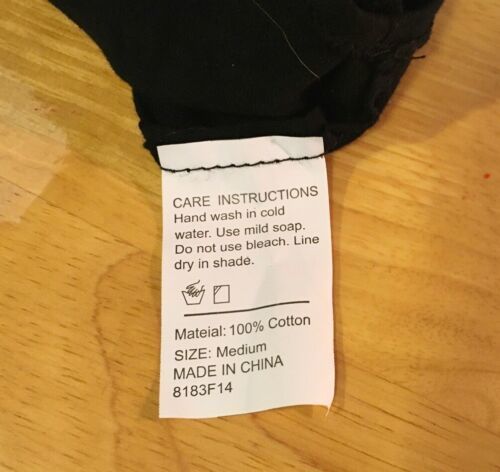 CARE INSTRUCTIONS
Hand wash in cold
water. Use mild soap.
Do not use bleach. Line
dry in shade.
Mateial: 100% Cotton
SIZE: Medium
MADE IN CHINA
8183F14